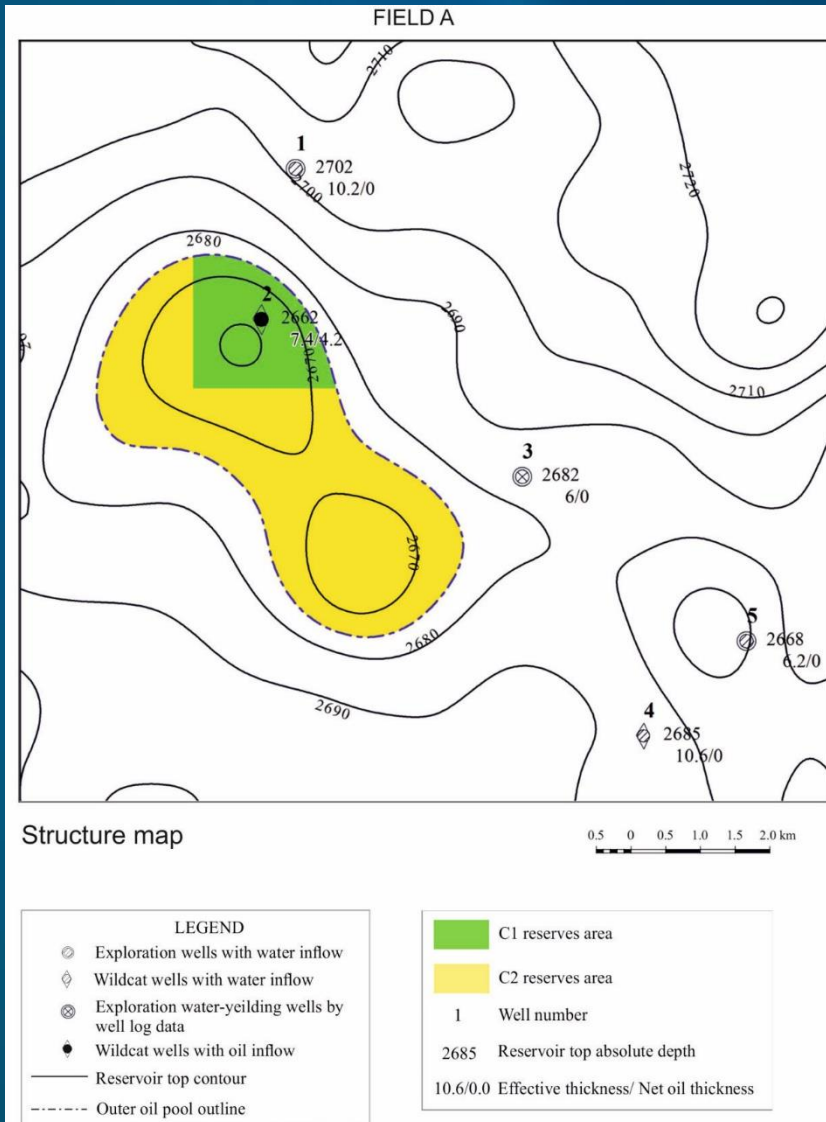 FIELD A
2710
1
2702
2700
10.2/0
2720
2680
2
2662
7.4/4.2
2670
2690
2710
3
2682
6/0
2670
5
2668
6.2/0
2680
2690
4
2685
10.6/0
Structure map
0.5 0 0.5 1.0 1.5 2.0 km
LEGEND
Exploration wells with water inflow
Wildcat wells with water inflow
Exploration water-yeilding wells by
well log data
Wildcat wells with oil inflow
Reservoir top contour
Outer oil pool outline
C1 reserves area
C2 reserves area
1 Well number
2685 Reservoir top absolute depth
10.6/0.0 Effective thickness/ Net oil thickness